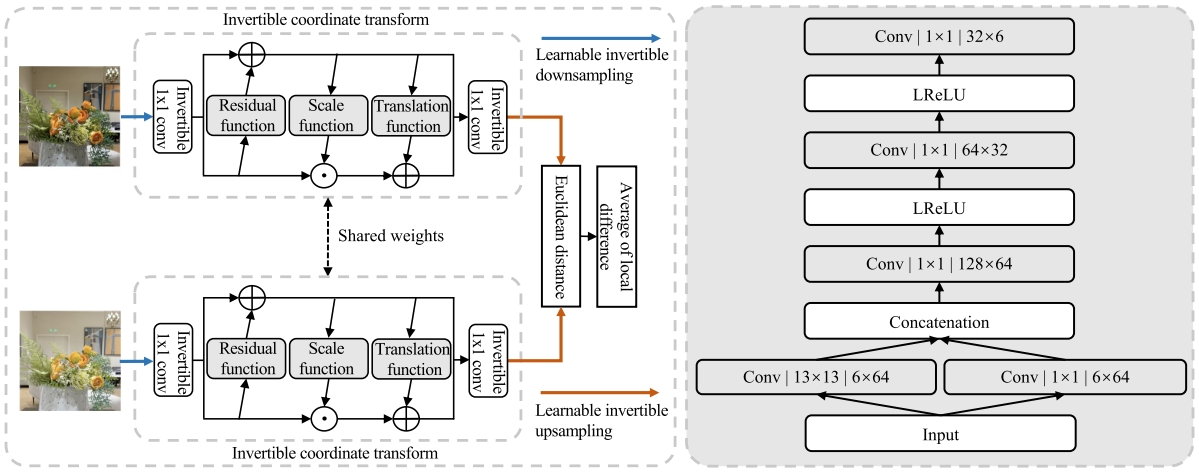 Invertible coordinate transform
Invertible
1x1 conv
Residual
function
Scale
function
Translation
function
Invertible
1x1 conv
Learnable invertible
downsampling
Shared weights
Euclidean distance
Average of local
difference
Invertible
1x1 conv
Residual
function
Scale
function
Translation
function
Invertible
1x1 conv
Learnable invertible
upsampling
Invertible coordinate transform
Conv | 1×1 | 32×6
LReLU
Conv | 1×1 | 64×32
LReLU
Conv | 1×1 | 128×64
Concatenation
Conv | 13×13 | 6×64
Conv | 1×1 | 6×64
Input